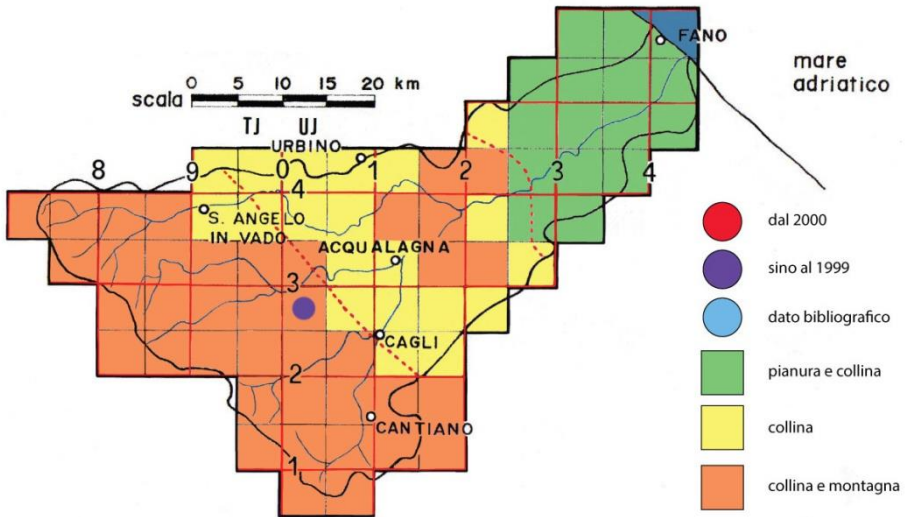 FANO
mare
adriatico
0 5 10 15 20 km
scala
TJ UJ
URBINO
8 9 0 1 2 3 4
4
S. ANGELO
IN VADO
ACQUALAGNA
3
CAGLI
2
CANTIANO
1
dal 2000
sino al 1999
dato bibliografico
pianura e collina
collina
collina e montagna